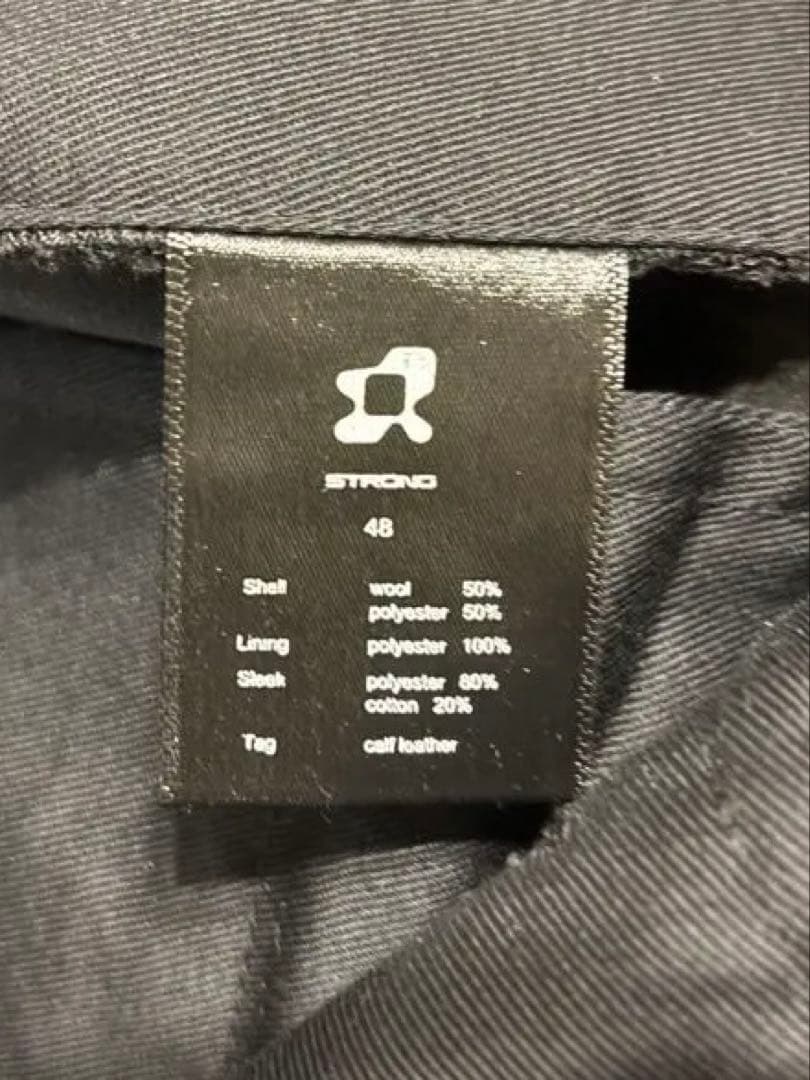 STRONG
48
Shell wool 50%
polyester 50%
Lining polyester 100%
Sleek polyester 80%
cotton 20%
Tag calf leather